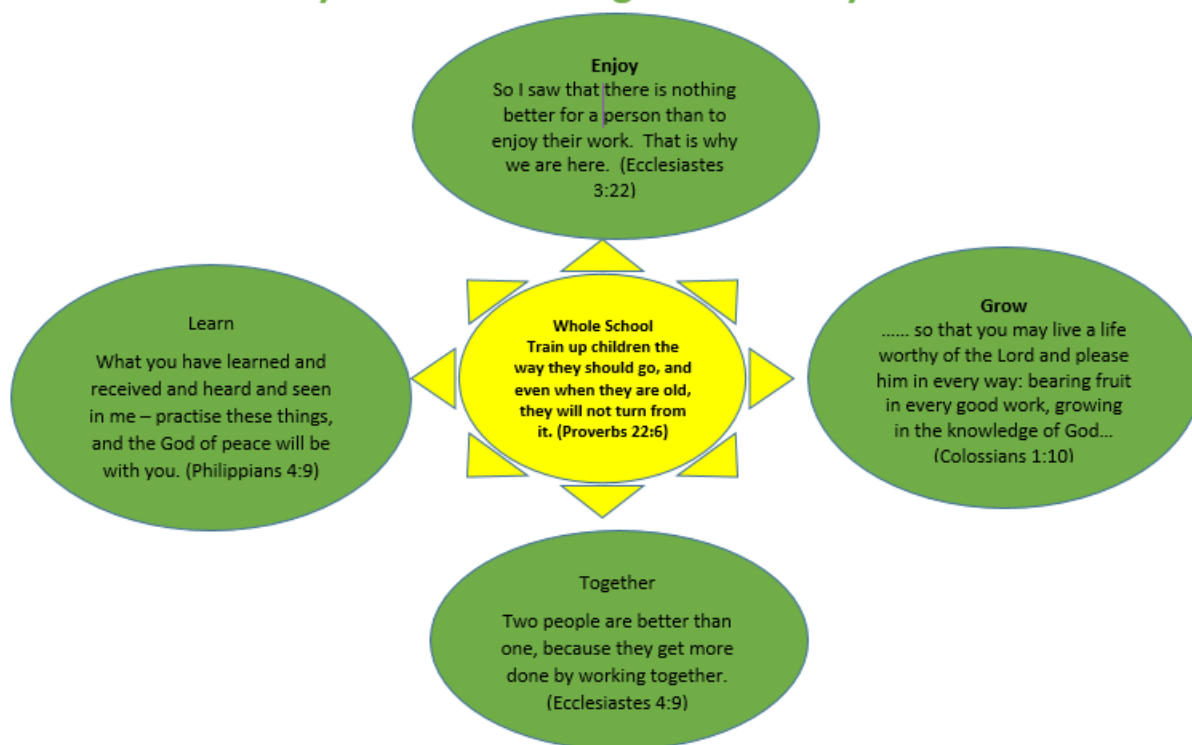 Enjoy
So I saw that there is nothing
better for a person than to
enjoy their work.  That is why
we are here.  (Ecclesiastes
3:22)
Learn
What you have learned and
received and heard and seen
in me – practise these things,
and the God of peace will be
with you. (Philippians 4:9)
Whole School
Train up children the
way they should go, and
even when they are old,
they will not turn from
it. (Proverbs 22:6)
Grow
...... so that you may live a life
worthy of the Lord and please
him in every way: bearing fruit
in every good work, growing
in the knowledge of God...
(Colossians 1:10)
Together
Two people are better than
one, because they get more
done by working together.
(Ecclesiastes 4:9)